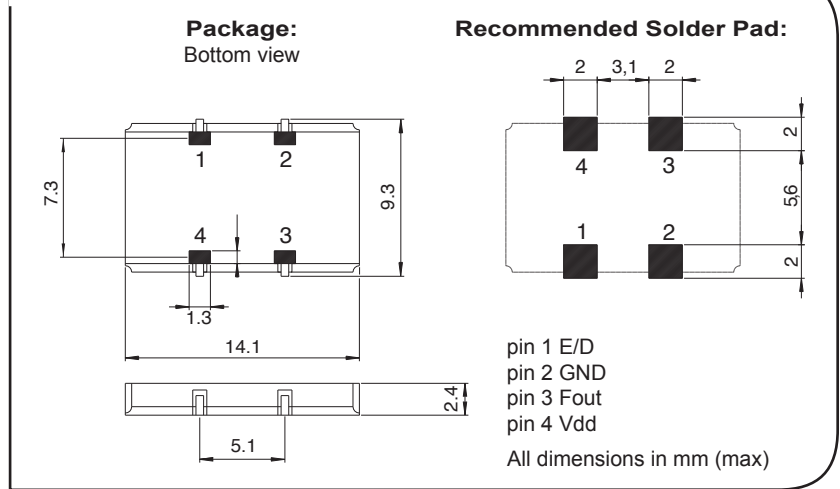 Package:
Bottom view
1 2
4 3
7.3
9.3
1.3
14.1
2.4
5.1
Recommended Solder Pad:
2 3,1 2
4 3
1 2
2
5,6
2
pin 1 E/D
pin 2 GND
pin 3 Fout
pin 4 Vdd
All dimensions in mm (max)